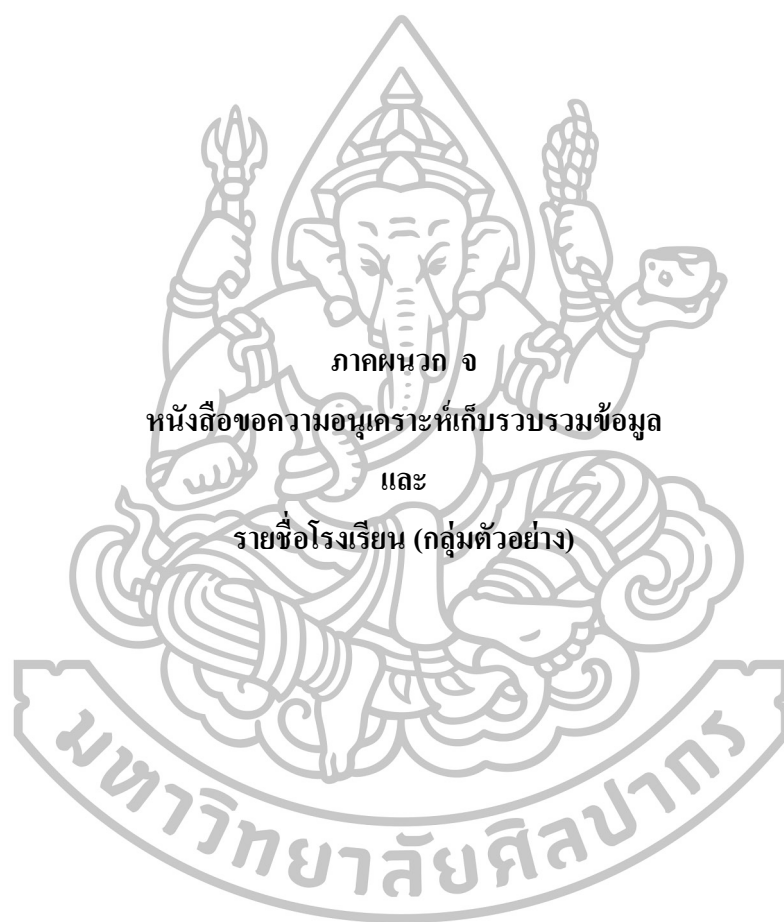 ภาคผนวก จ
หนังสือขอความอนุเคราะห์เก็บรวบรวมข้อมูล
และ
รายชื่อโรงเรียน (กลุ่มตัวอย่าง)
มหาวิทยาลัยศิลปากร